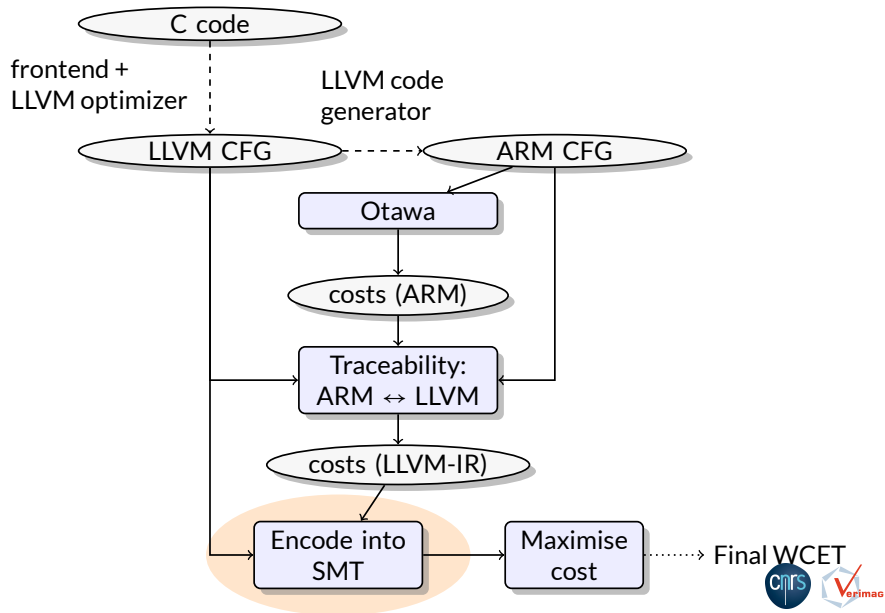 C code
frontend +
LLVM optimizer
LLVM code
generator
LLVM CFG
ARM CFG
Otawa
costs (ARM)
Traceability:
ARM ↔ LLVM
costs (LLVM-IR)
Encode into
SMT
Maximise
cost
Final WCET
cnrs
Verimag